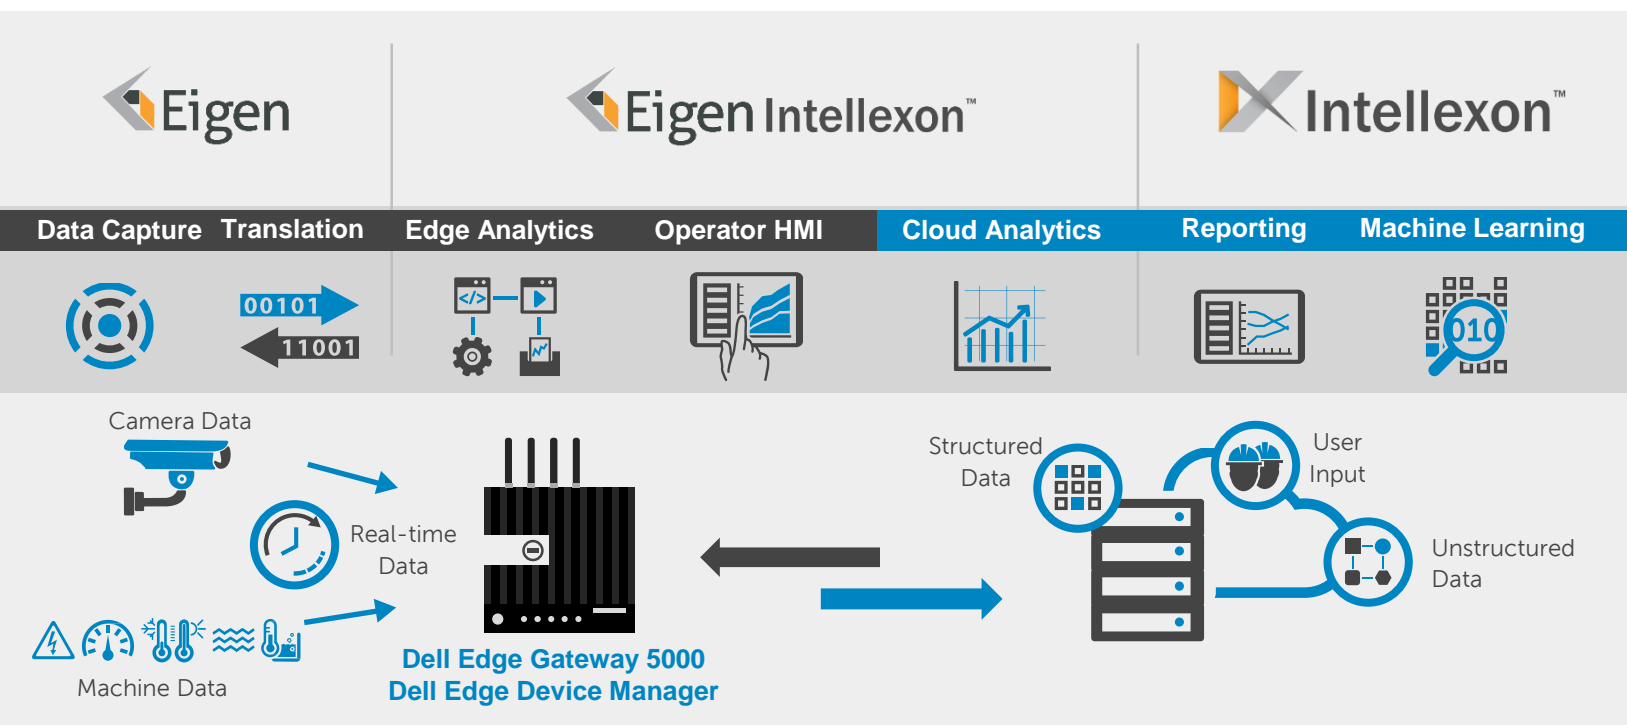 Eigen
Eigen Intellexon™
Intellexon™
Data Capture
Translation
Edge Analytics
Operator HMI
Cloud Analytics
Reporting
Machine Learning
00101
11001
</>
010
Camera Data
Real-time
Data
Machine Data
Dell Edge Gateway 5000
Dell Edge Device Manager
Structured
Data
User
Input
Unstructured
Data